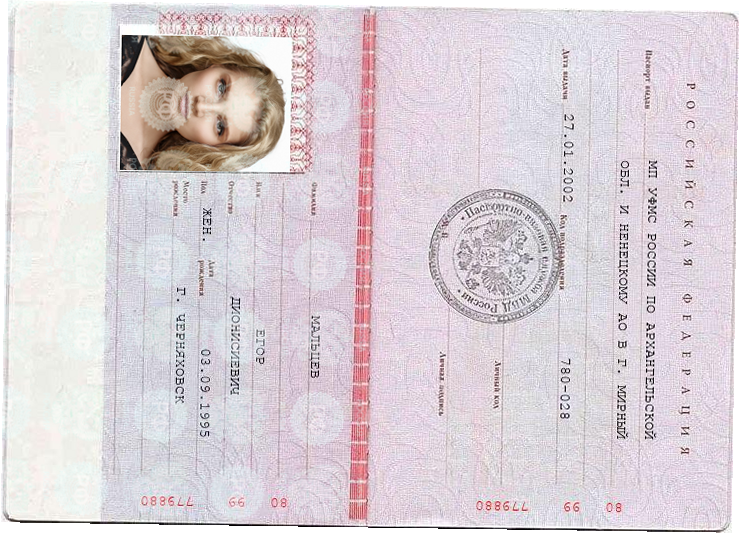 РОССИЙСКАЯ ФЕДЕРАЦИЯ
Паспорт выдан
МП УФМС РОССИИ ПО АРХАНГЕЛЬСКОЙ
ОБЛ. И НЕНЕЦКОМУ АО В Г. МИРНЫЙ
Дата выдачи 27.01.2002 Код подразделения 780-028
Личный код
Личная подпись
Паспортно-визовая служба МВД России
80 99 779880
Фамилия МАЛЬЦЕВ
Имя ЕГОР
Отчество ДИОНИСИЕВИЧ
Пол ЖЕН. Дата рождения 03.09.1995
Место рождения Г. ЧЕРНЯХОВСК
80 99 779880